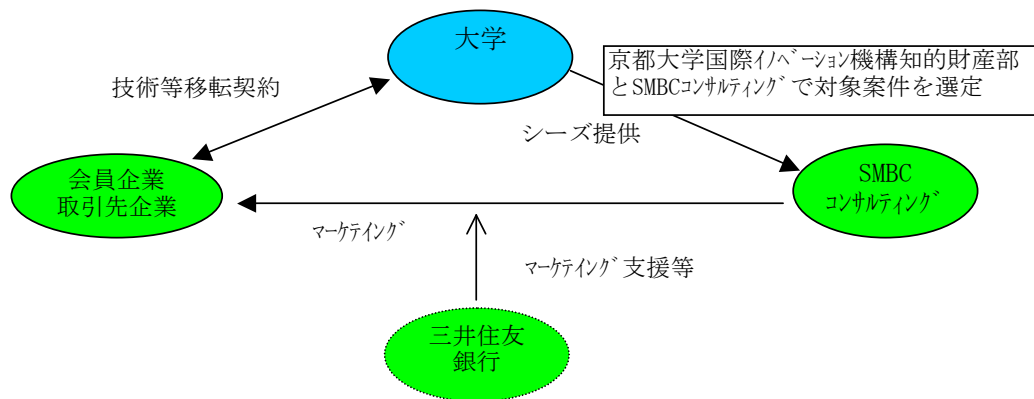 大学
京都大学国際ｲﾉﾍﾞｰｼｮﾝ機構知的財産部
とSMBCｺﾝｻﾙﾃｨﾝｸﾞで対象案件を選定
技術等移転契約
シーズ提供
会員企業
取引先企業
SMBC
ｺﾝｻﾙﾃｨﾝｸﾞ
ﾏｰｹﾃｲﾝｸﾞ
ﾏｰｹﾃｲﾝｸﾞ支援等
三井住友
銀行